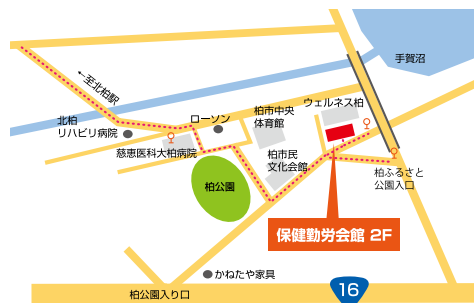 手賀沼
←至北柏駅
ウェルネス柏
柏市中央
体育館
ローソン
北柏
リハビリ病院
慈恵医科大柏病院
柏市民
文化会館
柏ふるさと
公園入口
柏公園
保健勤労会館 2F
かねたや家具
柏公園入り口
16